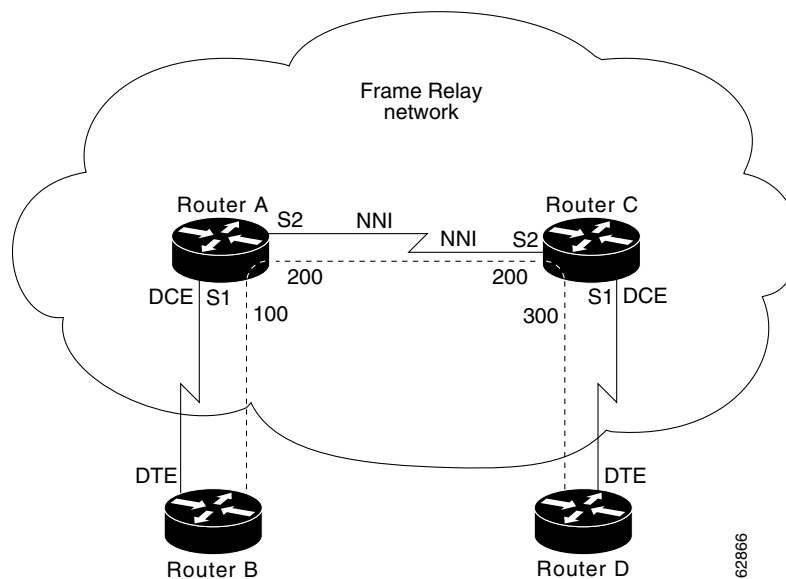 Frame Relay
network
Router A
Router C
S2
NNI
NNI
S2
200
200
DCE
S1
S1
DCE
100
300
DTE
DTE
Router B
Router D
62866